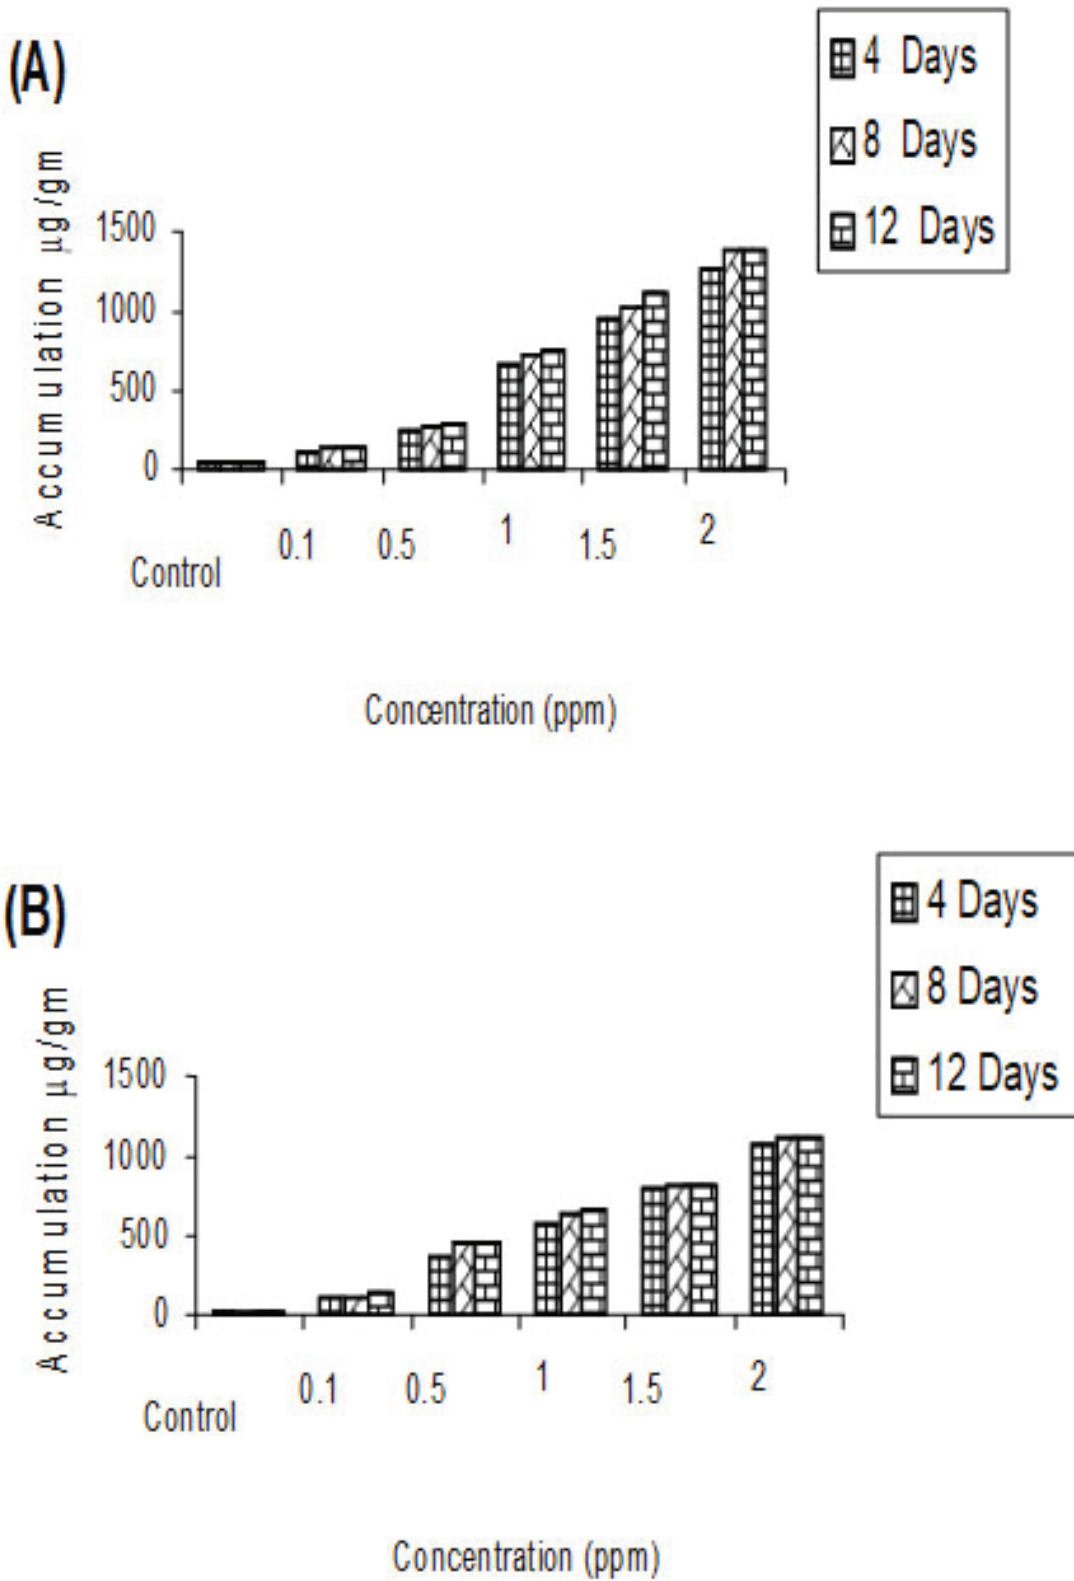 (A)
4 Days
8 Days
12 Days
Accumulation µg/gm
1500
1000
500
0
Control
0.1
0.5
1
1.5
2
Concentration (ppm)
(B)
4 Days
8 Days
12 Days
Accumulation µg/gm
1500
1000
500
0
Control
0.1
0.5
1
1.5
2
Concentration (ppm)